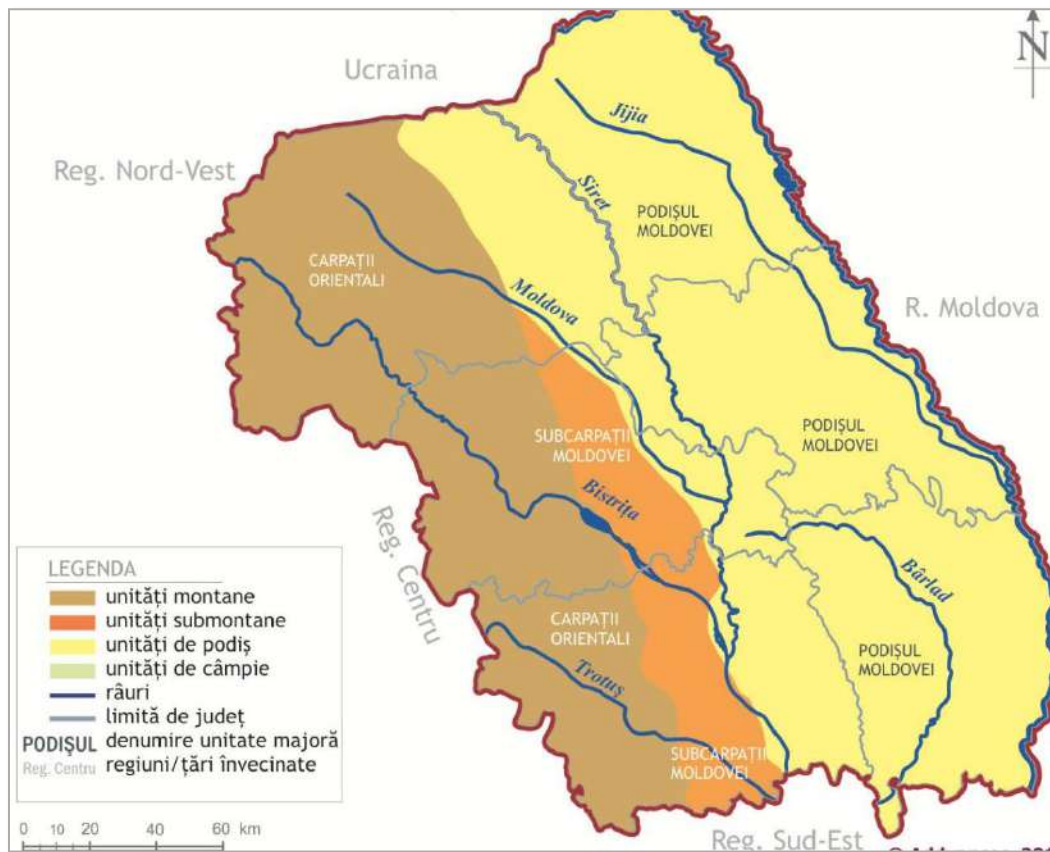 Ucraina
N
Jijia
Reg. Nord-Vest
Siret
PODIȘUL
MOLDOVEI
CARPAȚII
ORIENTALI
Moldova
R. Moldova
SUBCARPAȚII
MOLDOVEI
PODIȘUL
MOLDOVEI
Bistrița
Reg. Centru
Bârlad
CARPAȚII
ORIENTALI
PODIȘUL
MOLDOVEI
Trotuș
SUBCARPAȚII
MOLDOVEI
Reg. Sud-Est
LEGENDA
unități montane
unități submontane
unități de podiș
unități de câmpie
râuri
limită de județ
PODIȘUL denumire unitate majoră
Reg. Centru regiuni/țări învecinate
0 10 20 40 60 km